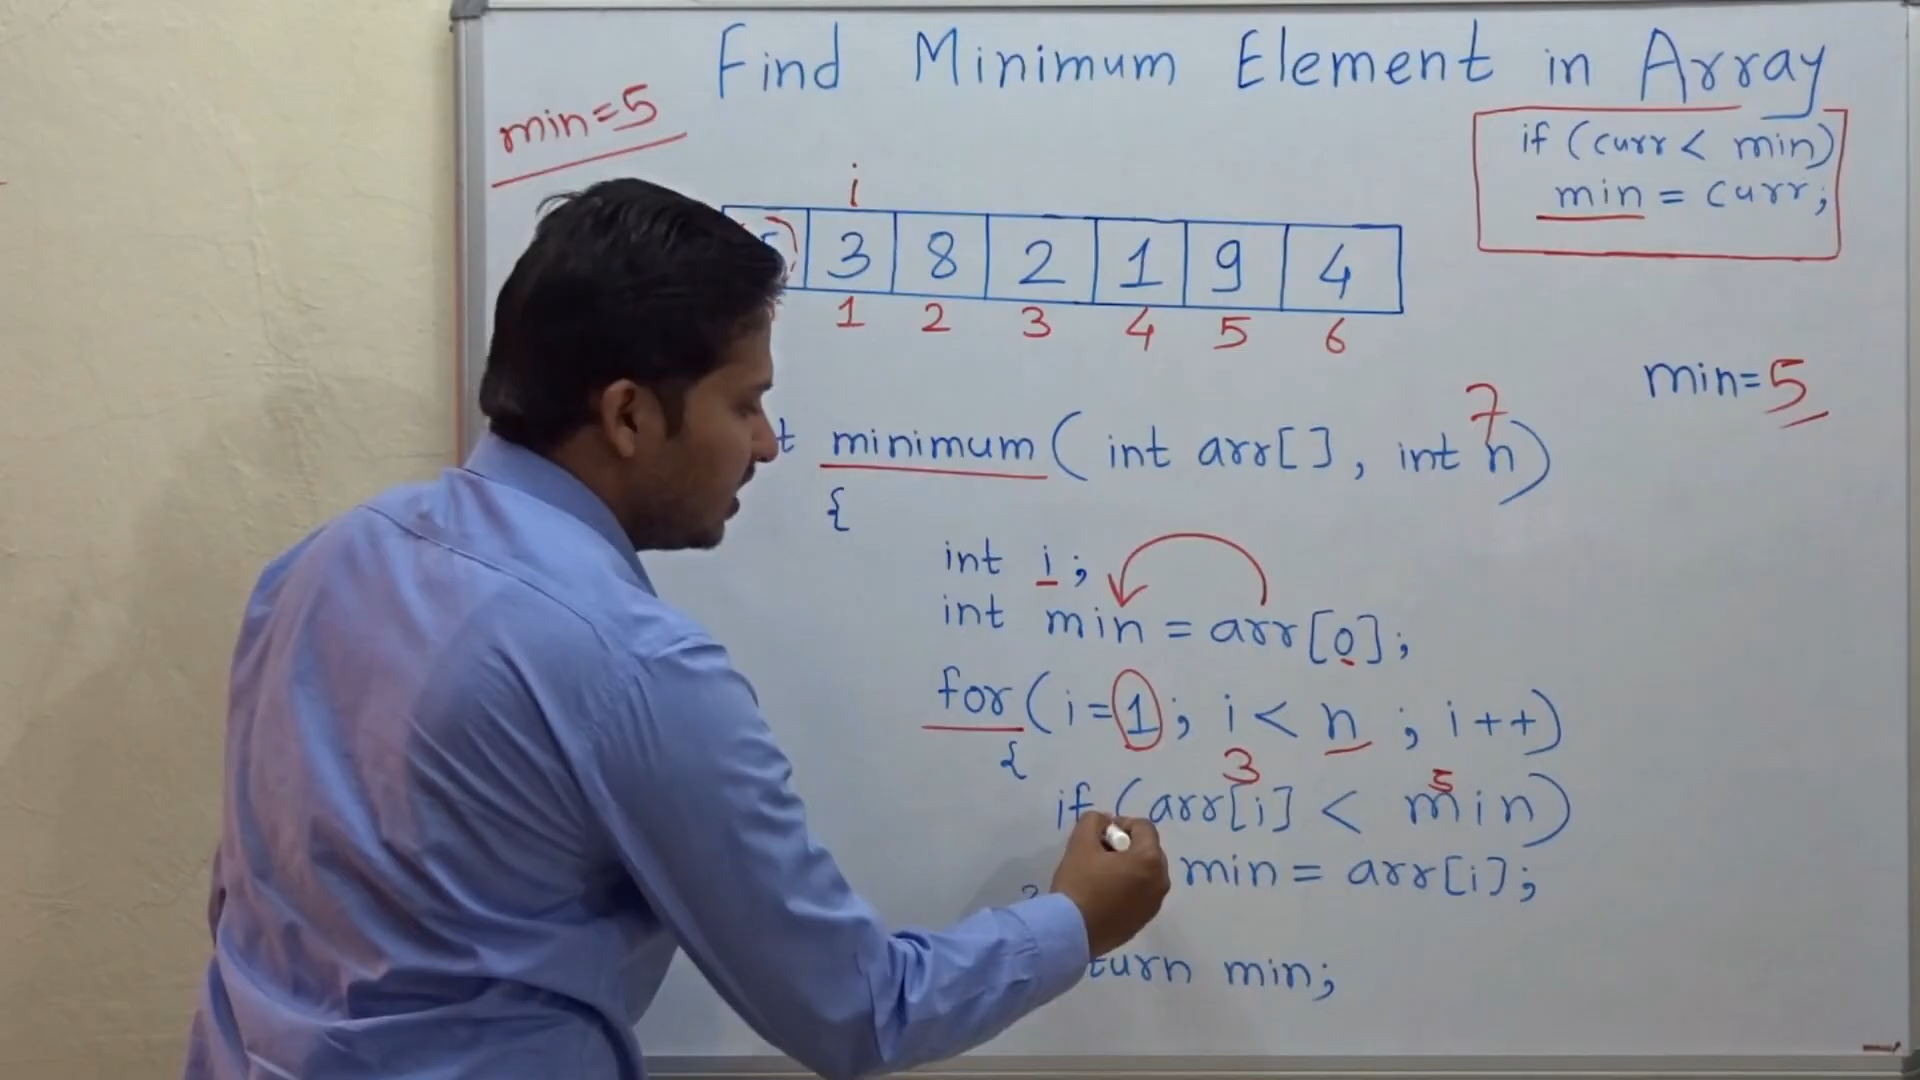 Find Minimum Element in Array
min=5
if (curr < min)
min = curr;
i
3 8 2 1 9 4
1 2 3 4 5 6
min=5
7
minimum( int arr[] , int n)
{
int i ;
int min = arr[0];
for( i=1 ; i < n ; i++)
{
3 5
if (arr[i] < min)
min = arr[i];
min;